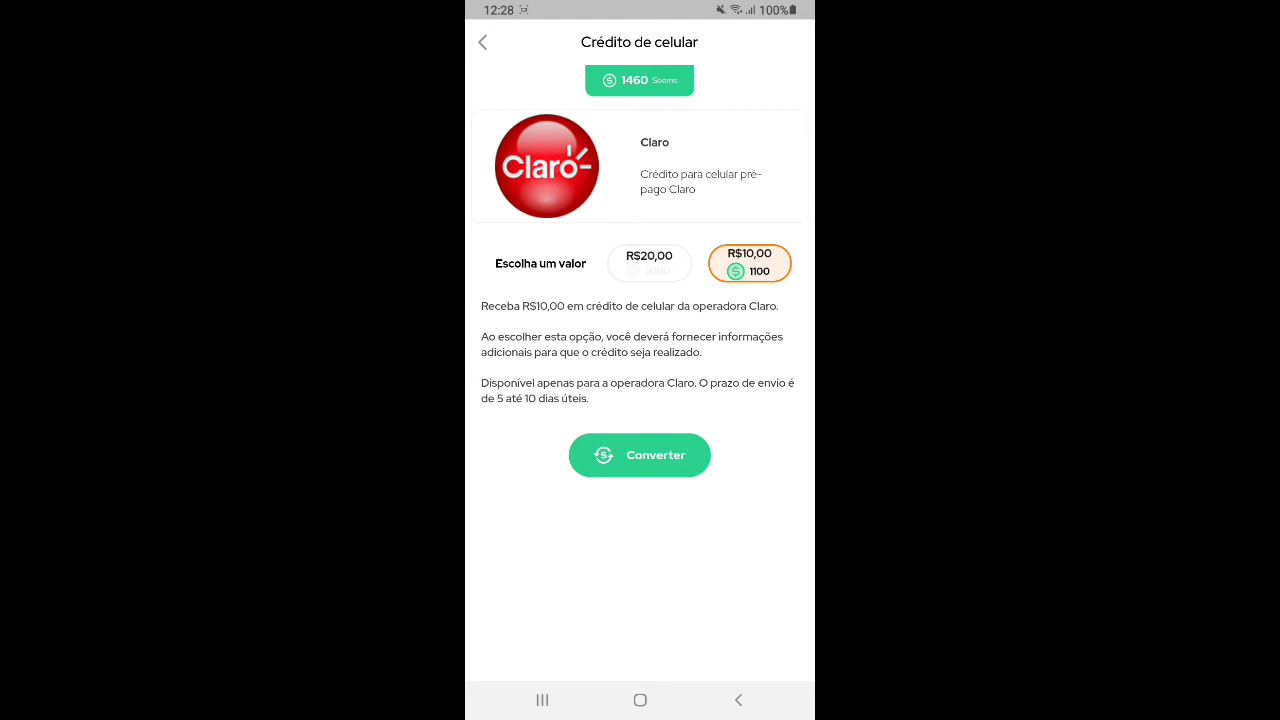 12:28
100%
Crédito de celular
1460 Seems
Claro
Claro
Crédito para celular pré-
pago Claro
Escolha um valor
R$20,00
2000
R$10,00
1100
Receba R$10,00 em crédito de celular da operadora Claro.
Ao escolher esta opção, você deverá fornecer informações
adicionais para que o crédito seja realizado.
Disponível apenas para a operadora Claro. O prazo de envio é
de 5 até 10 dias úteis.
Converter